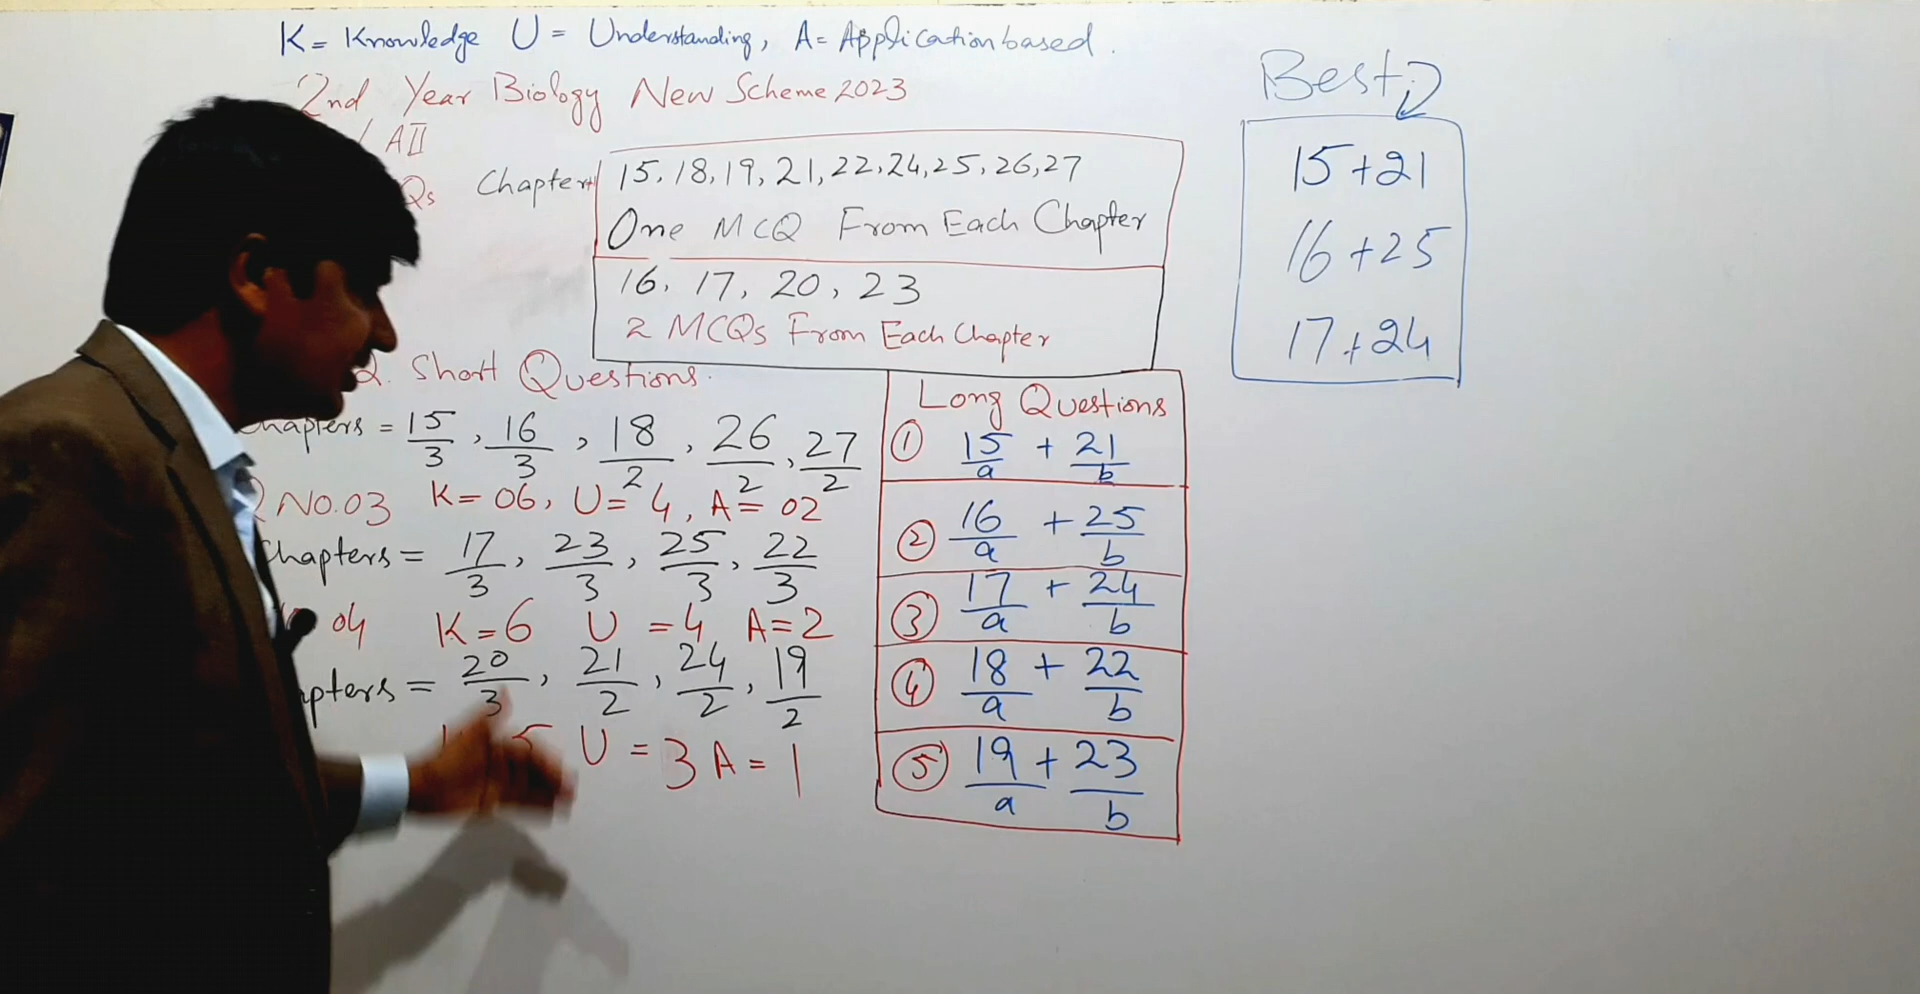 K = Knowledge U = Understanding, A = Application based.
2nd Year Biology New Scheme 2023
AII
Qs Chapter
15, 18, 19, 21, 22, 24, 25, 26, 27
One MCQ From Each Chapter
16, 17, 20, 23
2 MCQs From Each Chapter
2. Short Questions.
Chapters = 15/3, 16/3, 18/2, 26/2, 27/2
Q No.03 K = 06, U = 4, A = 02
Chapters = 17/3, 23/3, 25/3, 22/3
04 K = 6 U = 4 A = 2
apters = 20/3, 21/2, 24/2, 19/2
5 U = 3 A = 1
Long Questions
① 15/a + 21/b
② 16/a + 25/b
③ 17/a + 24/b
④ 18/a + 22/b
⑤ 19/a + 23/b
Best
15+21
16+25
17+24